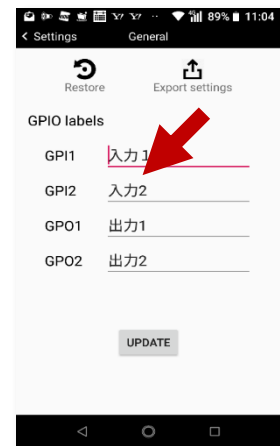 89% 11:04
Settings General
Restore Export settings
GPIO labels
GPI1 入力1
GPI2 入力2
GPO1 出力1
GPO2 出力2
UPDATE